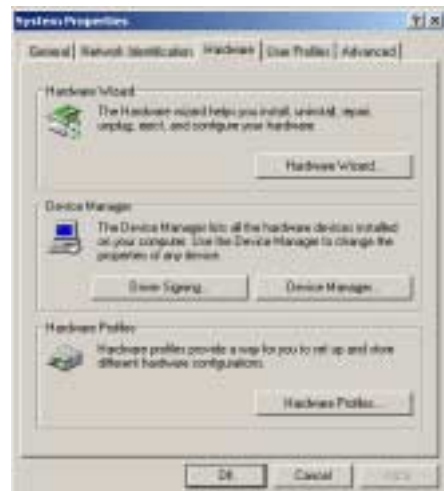 System Properties
General
Network Identification
Hardware
User Profiles
Advanced
Hardware Wizard
The Hardware wizard helps you install, uninstall, repair,
unplug, eject, and configure your hardware.
Hardware Wizard...
Device Manager
The Device Manager lists all the hardware devices installed
on your computer. Use the Device Manager to change the
properties of any device.
Driver Signing...
Device Manager...
Hardware Profiles
Hardware profiles provide a way for you to set up and store
different hardware configurations.
Hardware Profiles...
OK
Cancel
Apply